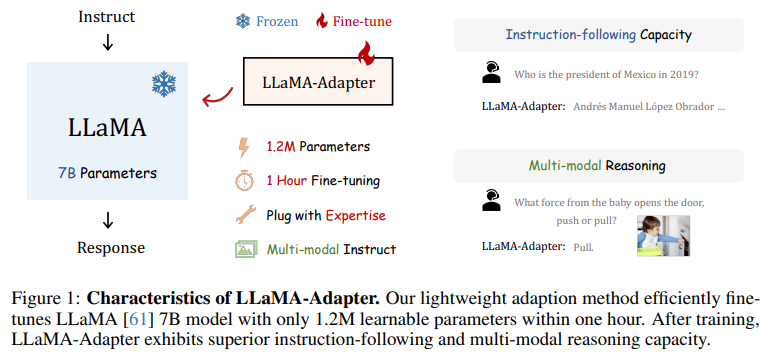 Instruct
LLaMA
7B Parameters
Response
Frozen
Fine-tune
LLaMA-Adapter
1.2M Parameters
1 Hour Fine-tuning
Plug with Expertise
Multi-modal Instruct
Instruction-following Capacity
Who is the president of Mexico in 2019?
LLaMA-Adapter: Andrés Manuel López Obrador ...
Multi-modal Reasoning
What force from the baby opens the door,
push or pull?
LLaMA-Adapter: Pull.
Figure 1: Characteristics of LLaMA-Adapter. Our lightweight adaption method efficiently fine-
tunes LLaMA [61] 7B model with only 1.2M learnable parameters within one hour. After training,
LLaMA-Adapter exhibits superior instruction-following and multi-modal reasoning capacity.